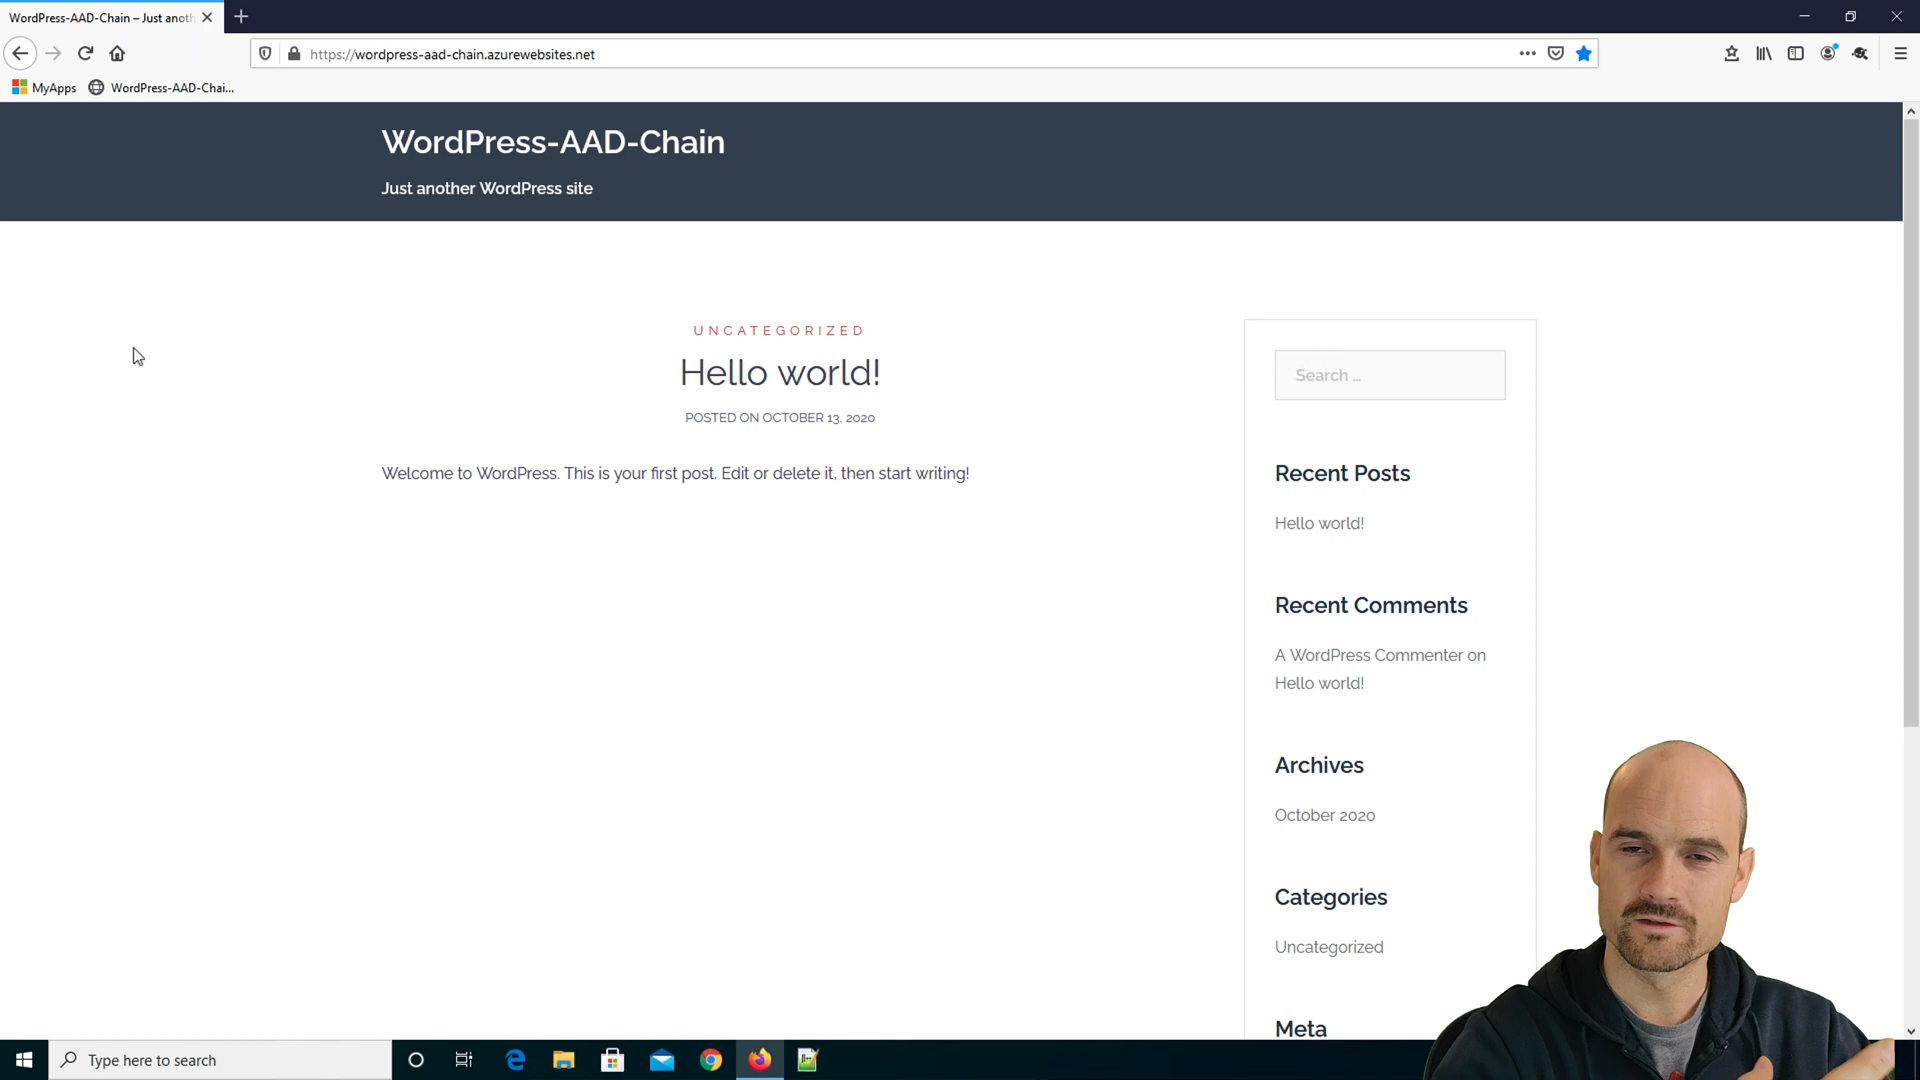 WordPress-AAD-Chain – Just anoth
https://wordpress-aad-chain.azurewebsites.net
MyApps
WordPress-AAD-Chai...
WordPress-AAD-Chain
Just another WordPress site
UNCATEGORIZED
Hello world!
POSTED ON OCTOBER 13, 2020
Welcome to WordPress. This is your first post. Edit or delete it, then start writing!
Search …
Recent Posts
Hello world!
Recent Comments
A WordPress Commenter on
Hello world!
Archives
October 2020
Categories
Uncategorized
Meta
Type here to search